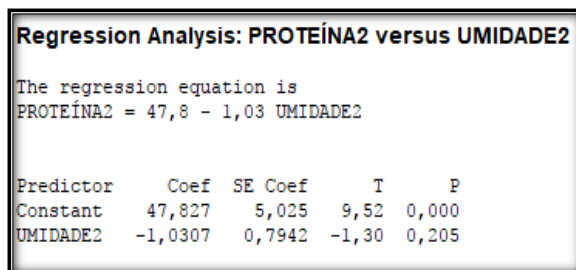 Regression Analysis: PROTEÍNA2 versus UMIDADE2
The regression equation is
PROTEÍNA2 = 47,8 - 1,03 UMIDADE2
Predictor Coef SE Coef T P
Constant 47,827 5,025 9,52 0,000
UMIDADE2 -1,0307 0,7942 -1,30 0,205